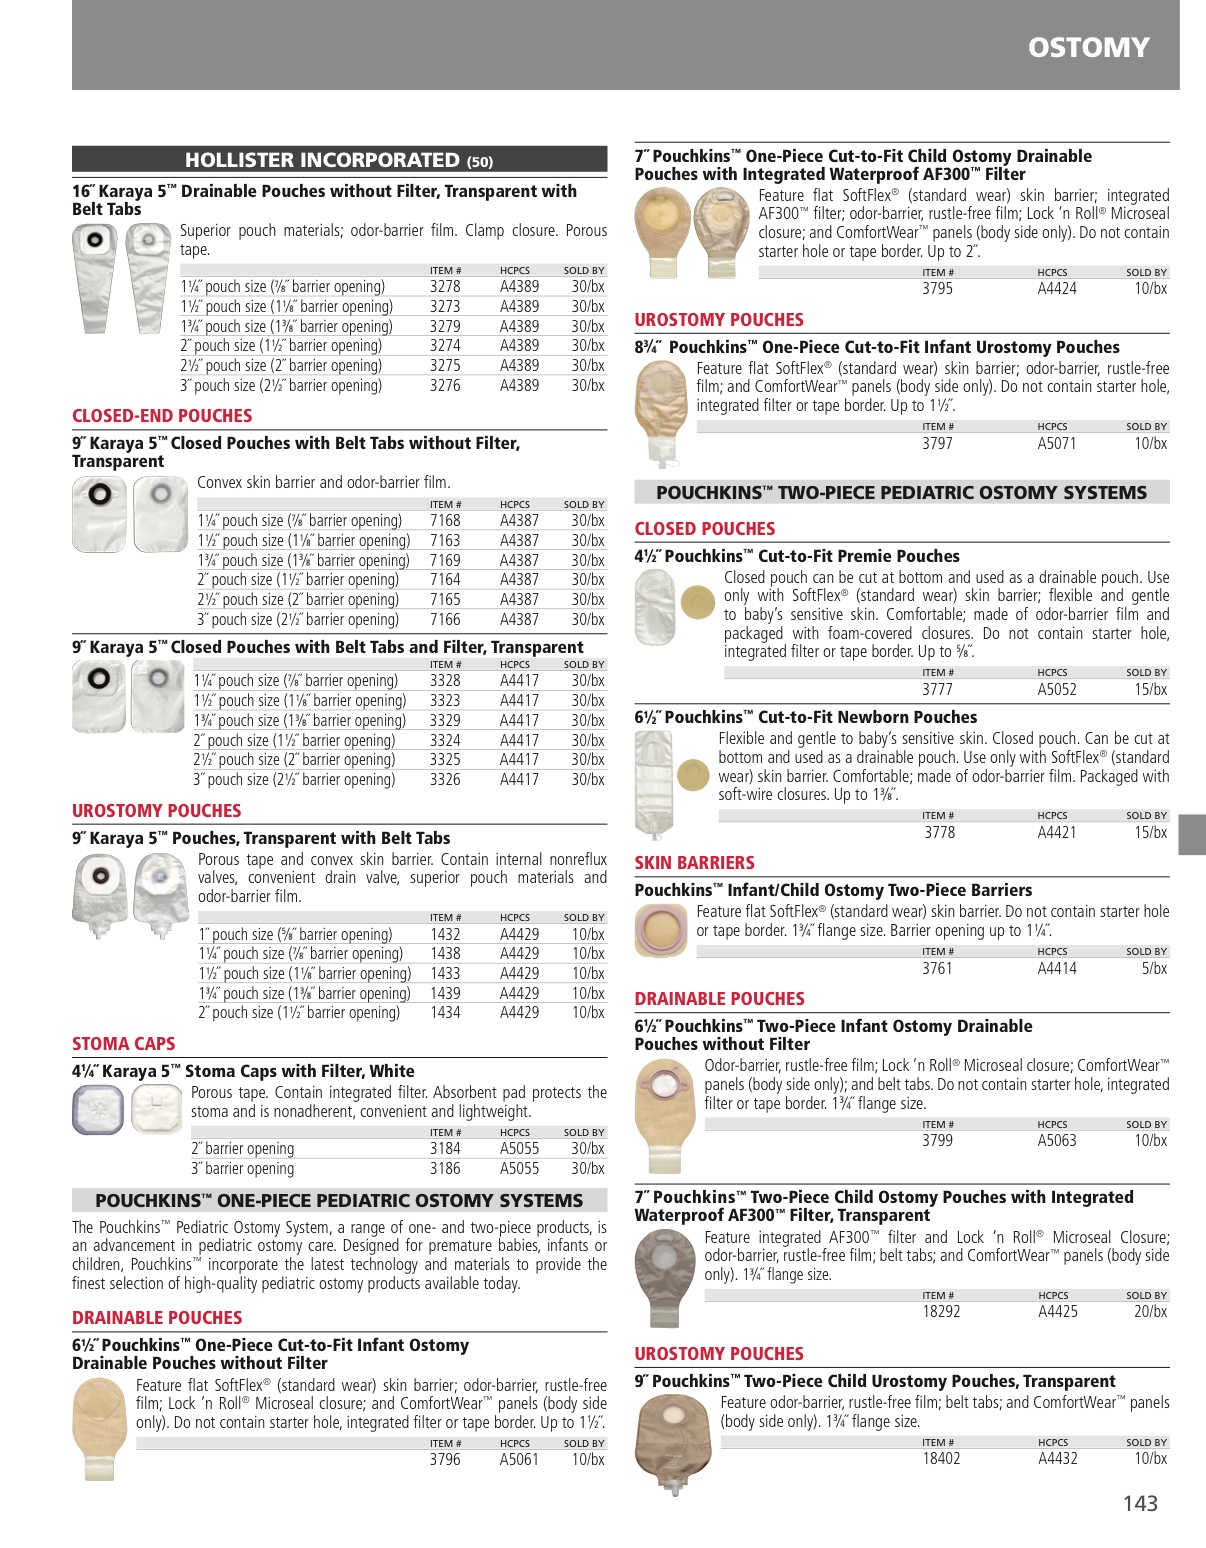 OSTOMY
HOLLISTER INCORPORATED (50)
16˝ Karaya 5™ Drainable Pouches without Filter, Transparent with
Belt Tabs
Superior pouch materials; odor-barrier film. Clamp closure. Porous
tape.
ITEM # HCPCS SOLD BY
1¼˝ pouch size (⅞˝ barrier opening) 3278 A4389 30/bx
1½˝ pouch size (1⅛˝ barrier opening) 3273 A4389 30/bx
1¾˝ pouch size (1⅜˝ barrier opening) 3279 A4389 30/bx
2˝ pouch size (1½˝ barrier opening) 3274 A4389 30/bx
2½˝ pouch size (2˝ barrier opening) 3275 A4389 30/bx
3˝ pouch size (2½˝ barrier opening) 3276 A4389 30/bx
CLOSED-END POUCHES
9˝ Karaya 5™ Closed Pouches with Belt Tabs without Filter,
Transparent
Convex skin barrier and odor-barrier film.
ITEM # HCPCS SOLD BY
1¼˝ pouch size (⅞˝ barrier opening) 7168 A4387 30/bx
1½˝ pouch size (1⅛˝ barrier opening) 7163 A4387 30/bx
1¾˝ pouch size (1⅜˝ barrier opening) 7169 A4387 30/bx
2˝ pouch size (1½˝ barrier opening) 7164 A4387 30/bx
2½˝ pouch size (2˝ barrier opening) 7165 A4387 30/bx
3˝ pouch size (2½˝ barrier opening) 7166 A4387 30/bx
9˝ Karaya 5™ Closed Pouches with Belt Tabs and Filter, Transparent
ITEM # HCPCS SOLD BY
1¼˝ pouch size (⅞˝ barrier opening) 3328 A4417 30/bx
1½˝ pouch size (1⅛˝ barrier opening) 3323 A4417 30/bx
1¾˝ pouch size (1⅜˝ barrier opening) 3329 A4417 30/bx
2˝ pouch size (1½˝ barrier opening) 3324 A4417 30/bx
2½˝ pouch size (2˝ barrier opening) 3325 A4417 30/bx
3˝ pouch size (2½˝ barrier opening) 3326 A4417 30/bx
UROSTOMY POUCHES
9˝ Karaya 5™ Pouches, Transparent with Belt Tabs
Porous tape and convex skin barrier. Contain internal nonreflux
valves, convenient drain valve, superior pouch materials and
odor-barrier film.
ITEM # HCPCS SOLD BY
1˝ pouch size (⅝˝ barrier opening) 1432 A4429 10/bx
1¼˝ pouch size (⅞˝ barrier opening) 1438 A4429 10/bx
1½˝ pouch size (1⅛˝ barrier opening) 1433 A4429 10/bx
1¾˝ pouch size (1⅜˝ barrier opening) 1439 A4429 10/bx
2˝ pouch size (1½˝ barrier opening) 1434 A4429 10/bx
STOMA CAPS
4¼˝ Karaya 5™ Stoma Caps with Filter, White
Porous tape. Contain integrated filter. Absorbent pad protects the
stoma and is nonadherent, convenient and lightweight.
ITEM # HCPCS SOLD BY
2˝ barrier opening 3184 A5055 30/bx
3˝ barrier opening 3186 A5055 30/bx
POUCHKINS™ ONE-PIECE PEDIATRIC OSTOMY SYSTEMS
The Pouchkins™ Pediatric Ostomy System, a range of one- and two-piece products, is
an advancement in pediatric ostomy care. Designed for premature babies, infants or
children, Pouchkins™ incorporate the latest technology and materials to provide the
finest selection of high-quality pediatric ostomy products available today.
DRAINABLE POUCHES
6½˝ Pouchkins™ One-Piece Cut-to-Fit Infant Ostomy
Drainable Pouches without Filter
Feature flat SoftFlex® (standard wear) skin barrier; odor-barrier, rustle-free
film; Lock ’n Roll® Microseal closure; and ComfortWear™ panels (body side
only). Do not contain starter hole, integrated filter or tape border. Up to 1½˝.
ITEM # HCPCS SOLD BY
3796 A5061 10/bx
7˝ Pouchkins™ One-Piece Cut-to-Fit Child Ostomy Drainable
Pouches with Integrated Waterproof AF300™ Filter
Feature flat SoftFlex® (standard wear) skin barrier; integrated
AF300™ filter; odor-barrier, rustle-free film; Lock ’n Roll® Microseal
closure; and ComfortWear™ panels (body side only). Do not contain
starter hole or tape border. Up to 2˝.
ITEM # HCPCS SOLD BY
3795 A4424 10/bx
UROSTOMY POUCHES
8¾˝ Pouchkins™ One-Piece Cut-to-Fit Infant Urostomy Pouches
Feature flat SoftFlex® (standard wear) skin barrier; odor-barrier, rustle-free
film; and ComfortWear™ panels (body side only). Do not contain starter hole,
integrated filter or tape border. Up to 1½˝.
ITEM # HCPCS SOLD BY
3797 A5071 10/bx
POUCHKINS™ TWO-PIECE PEDIATRIC OSTOMY SYSTEMS
CLOSED POUCHES
4½˝ Pouchkins™ Cut-to-Fit Premie Pouches
Closed pouch can be cut at bottom and used as a drainable pouch. Use
only with SoftFlex® (standard wear) skin barrier; flexible and gentle
to baby’s sensitive skin. Comfortable; made of odor-barrier film and
packaged with foam-covered closures. Do not contain starter hole,
integrated filter or tape border. Up to ⅝˝.
ITEM # HCPCS SOLD BY
3777 A5052 15/bx
6½˝ Pouchkins™ Cut-to-Fit Newborn Pouches
Flexible and gentle to baby’s sensitive skin. Closed pouch. Can be cut at
bottom and used as a drainable pouch. Use only with SoftFlex® (standard
wear) skin barrier. Comfortable; made of odor-barrier film. Packaged with
soft-wire closures. Up to 1⅜˝.
ITEM # HCPCS SOLD BY
3778 A4421 15/bx
SKIN BARRIERS
Pouchkins™ Infant/Child Ostomy Two-Piece Barriers
Feature flat SoftFlex® (standard wear) skin barrier. Do not contain starter hole
or tape border. 1¾˝ flange size. Barrier opening up to 1¼˝.
ITEM # HCPCS SOLD BY
3761 A4414 5/bx
DRAINABLE POUCHES
6½˝ Pouchkins™ Two-Piece Infant Ostomy Drainable
Pouches without Filter
Odor-barrier, rustle-free film; Lock ’n Roll® Microseal closure; ComfortWear™
panels (body side only); and belt tabs. Do not contain starter hole, integrated
filter or tape border. 1¾˝ flange size.
ITEM # HCPCS SOLD BY
3799 A5063 10/bx
7˝ Pouchkins™ Two-Piece Child Ostomy Pouches with Integrated
Waterproof AF300™ Filter, Transparent
Feature integrated AF300™ filter and Lock ’n Roll® Microseal Closure;
odor-barrier, rustle-free film; belt tabs; and ComfortWear™ panels (body side
only). 1¾˝ flange size.
ITEM # HCPCS SOLD BY
18292 A4425 20/bx
UROSTOMY POUCHES
9˝ Pouchkins™ Two-Piece Child Urostomy Pouches, Transparent
Feature odor-barrier, rustle-free film; belt tabs; and ComfortWear™ panels
(body side only). 1¾˝ flange size.
ITEM # HCPCS SOLD BY
18402 A4432 10/bx
143